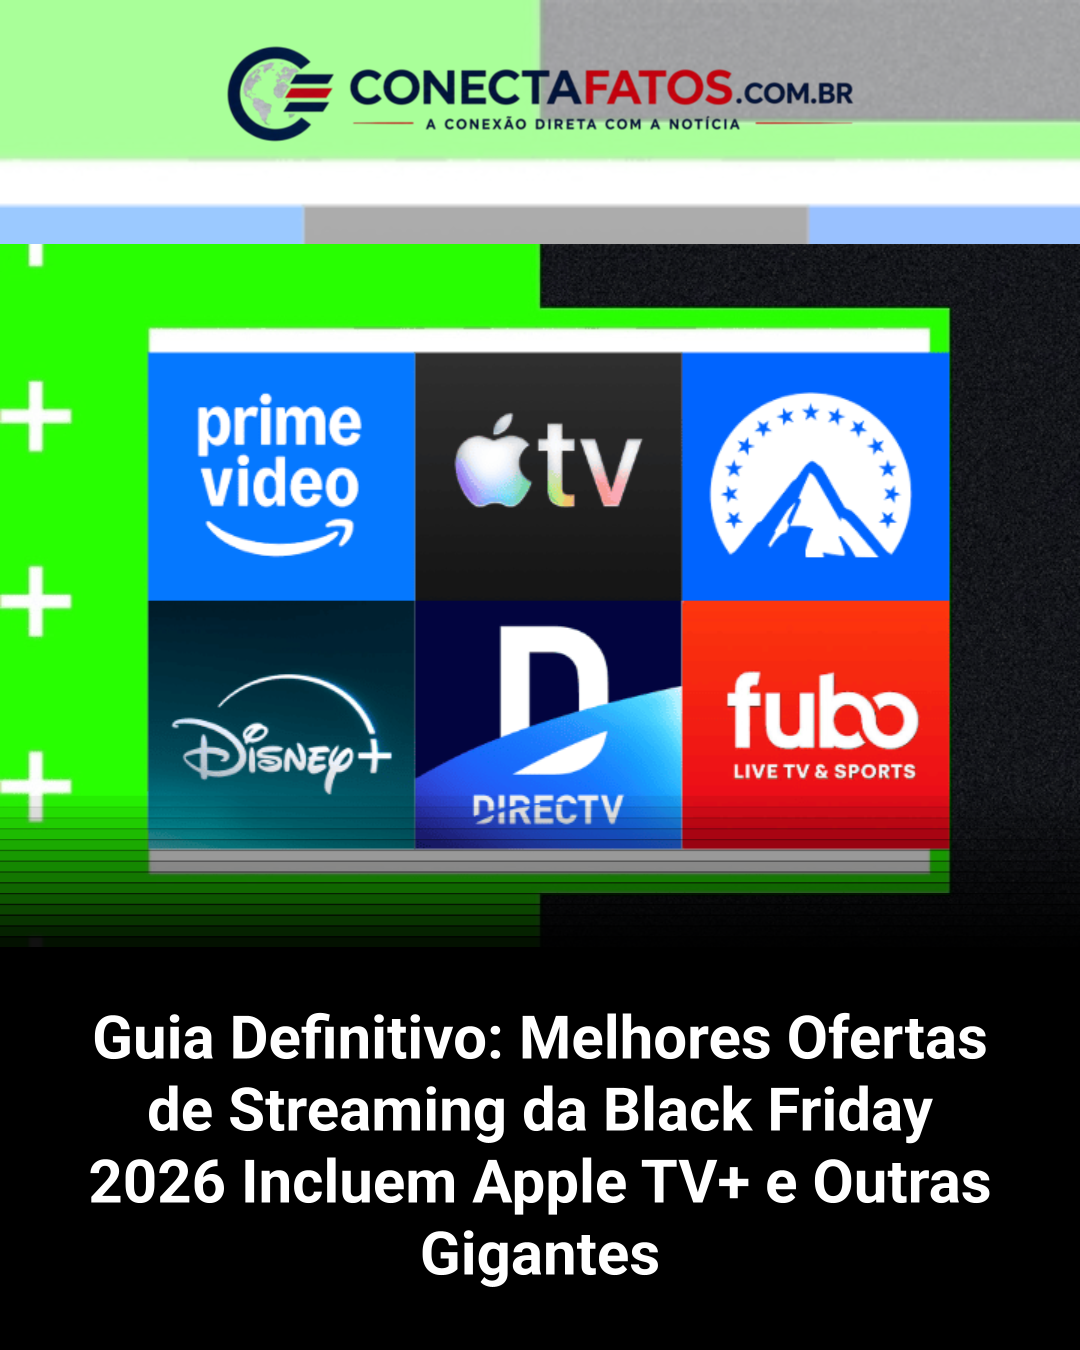 CONECTAFATOS.COM.BR
A CONEXÃO DIRETA COM A NOTÍCIA
prime
video
tv
Disney+
DIRECTV
fubo
LIVE TV & SPORTS
Guia Definitivo: Melhores Ofertas
de Streaming da Black Friday
2026 Incluem Apple TV+ e Outras
Gigantes